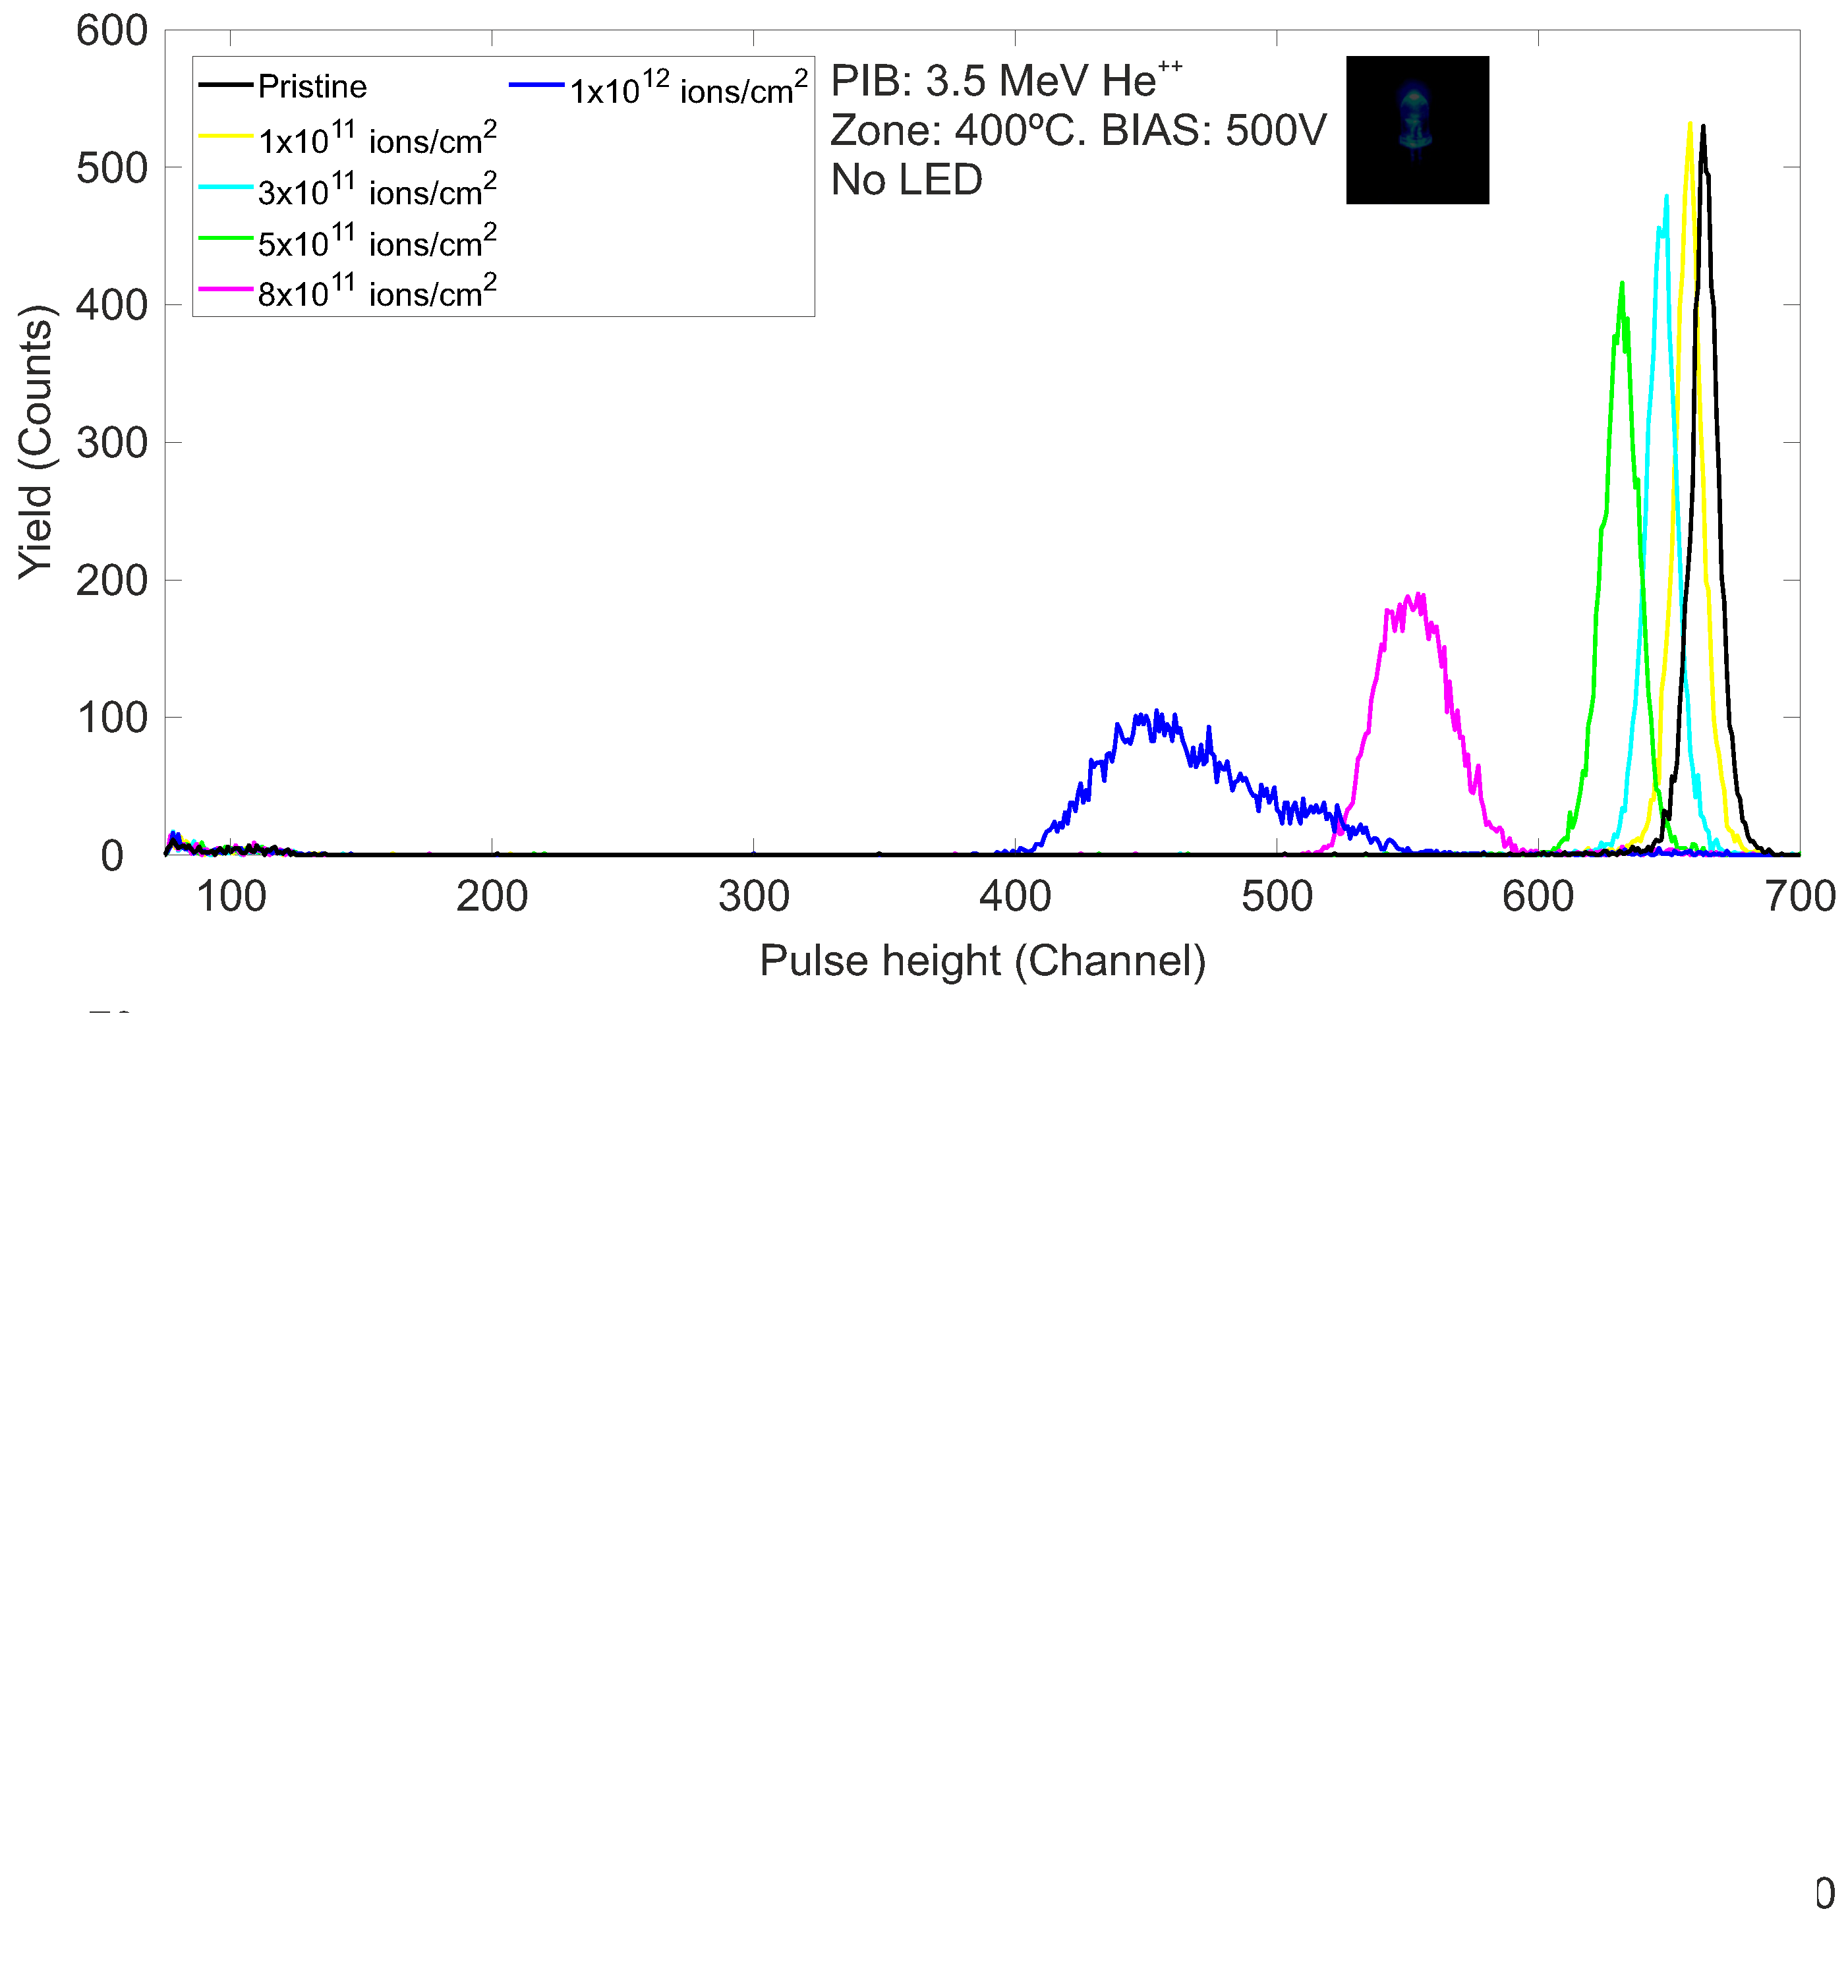 600
500
400
300
200
100
0
Yield (Counts)
Pristine
1x10^11 ions/cm^2
3x10^11 ions/cm^2
5x10^11 ions/cm^2
8x10^11 ions/cm^2
1x10^12 ions/cm^2
PIB: 3.5 MeV He^++
Zone: 400ºC. BIAS: 500V
No LED
100 200 300 400 500 600 700
Pulse height (Channel)
0